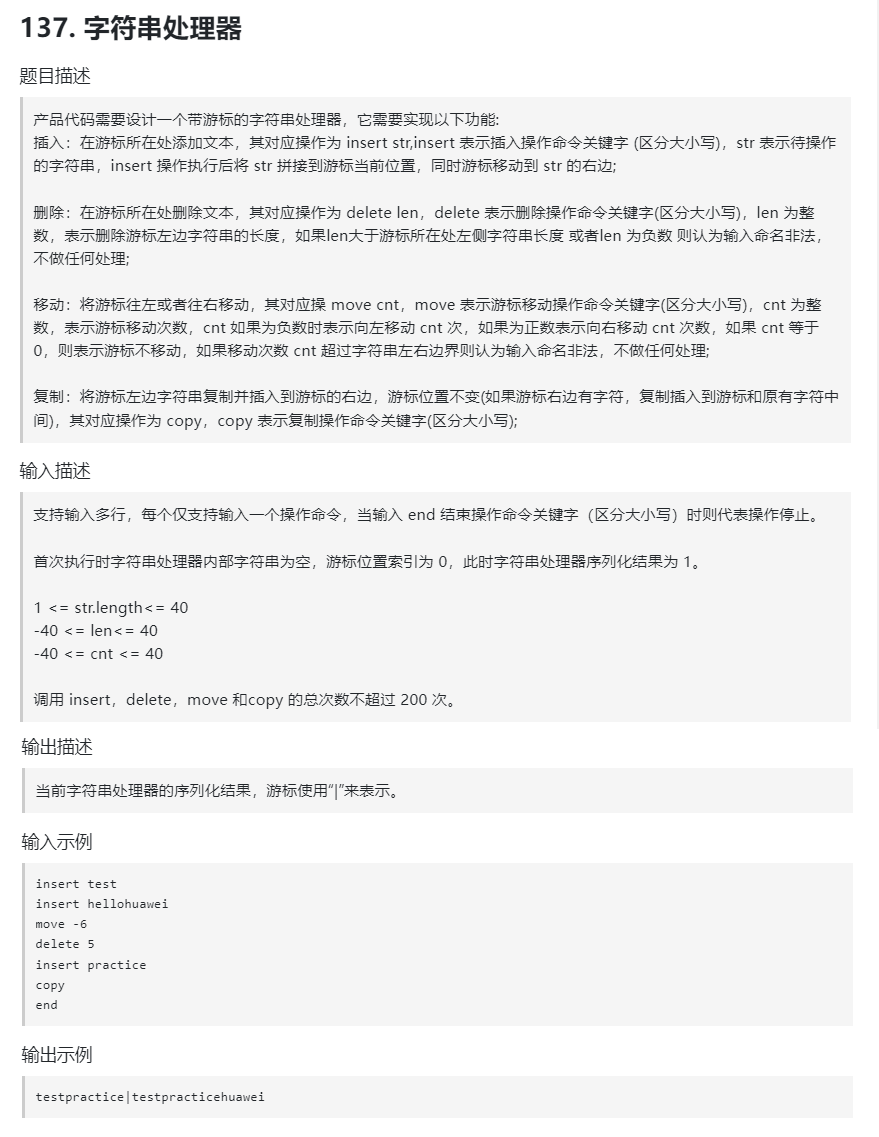 137. 字符串处理器
题目描述
产品代码需要设计一个带游标的字符串处理器，它需要实现以下功能:
插入：在游标所在处添加文本，其对应操作为 insert str,insert 表示插入操作命令关键字 (区分大小写)，str 表示待操作
的字符串，insert 操作执行后将 str 拼接到游标当前位置，同时游标移动到 str 的右边;
删除：在游标所在处删除文本，其对应操作为 delete len，delete 表示删除操作命令关键字(区分大小写)，len 为整
数，表示删除游标左边字符串的长度，如果len大于游标所在处左侧字符串长度 或者len 为负数 则认为输入命名非法，
不做任何处理;
移动：将游标往左或者往右移动，其对应操 move cnt，move 表示游标移动操作命令关键字(区分大小写)，cnt 为整
数，表示游标移动次数，cnt 如果为负数时表示向左移动 cnt 次，如果为正数表示向右移动 cnt 次数，如果 cnt 等于
0，则表示游标不移动，如果移动次数 cnt 超过字符串左右边界则认为输入命名非法，不做任何处理;
复制：将游标左边字符串复制并插入到游标的右边，游标位置不变(如果游标右边有字符，复制插入到游标和原有字符中
间)，其对应操作为 copy，copy 表示复制操作命令关键字(区分大小写);
输入描述
支持输入多行，每个仅支持输入一个操作命令，当输入 end 结束操作命令关键字（区分大小写）时则代表操作停止。
首次执行时字符串处理器内部字符串为空，游标位置索引为 0，此时字符串处理器序列化结果为 1。
1 <= str.length<= 40
-40 <= len<= 40
-40 <= cnt <= 40
调用 insert，delete，move 和copy 的总次数不超过 200 次。
输出描述
当前字符串处理器的序列化结果，游标使用“|”来表示。
输入示例
insert test
insert hellohuawei
move -6
delete 5
insert practice
copy
end
输出示例
testpractice|testpracticehuawei